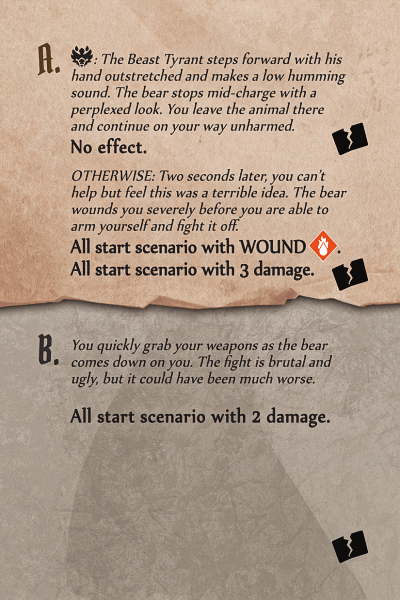 A. : The Beast Tyrant steps forward with his
hand outstretched and makes a low humming
sound. The bear stops mid-charge with a
perplexed look. You leave the animal there
and continue on your way unharmed.
No effect.
OTHERWISE: Two seconds later, you can't
help but feel this was a terrible idea. The bear
wounds you severely before you are able to
arm yourself and fight it off.
All start scenario with WOUND .
All start scenario with 3 damage.
B. You quickly grab your weapons as the bear
comes down on you. The fight is brutal and
ugly, but it could have been much worse.
All start scenario with 2 damage.